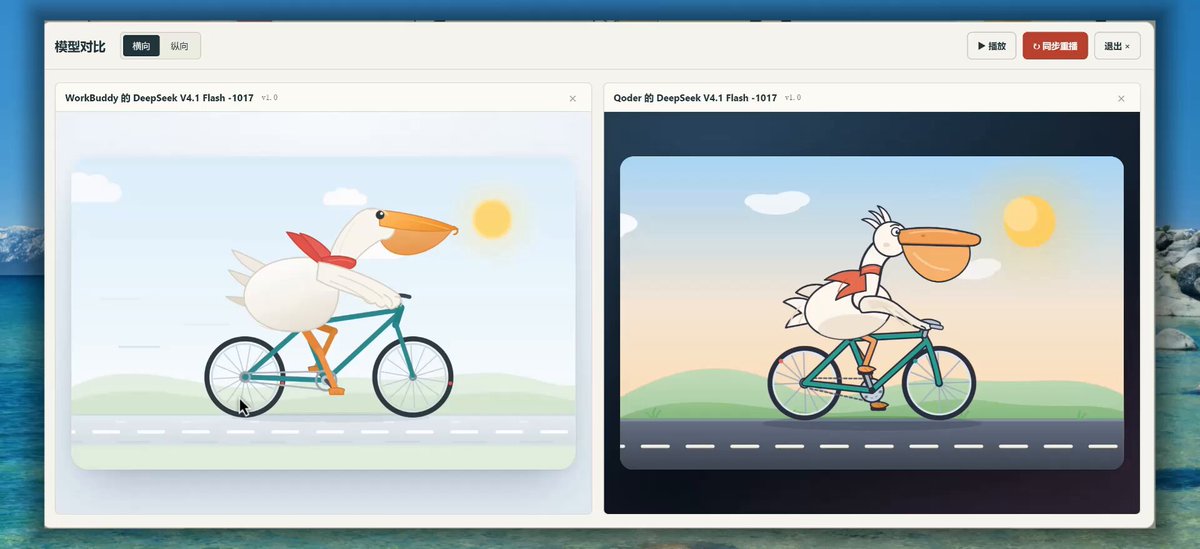 模型对比
横向
纵向
▶ 播放
↻ 同步重播
退出 ×
WorkBuddy 的 DeepSeek V4.1 Flash -1017 v1.0 ×
Qoder 的 DeepSeek V4.1 Flash -1017 v1.0 ×